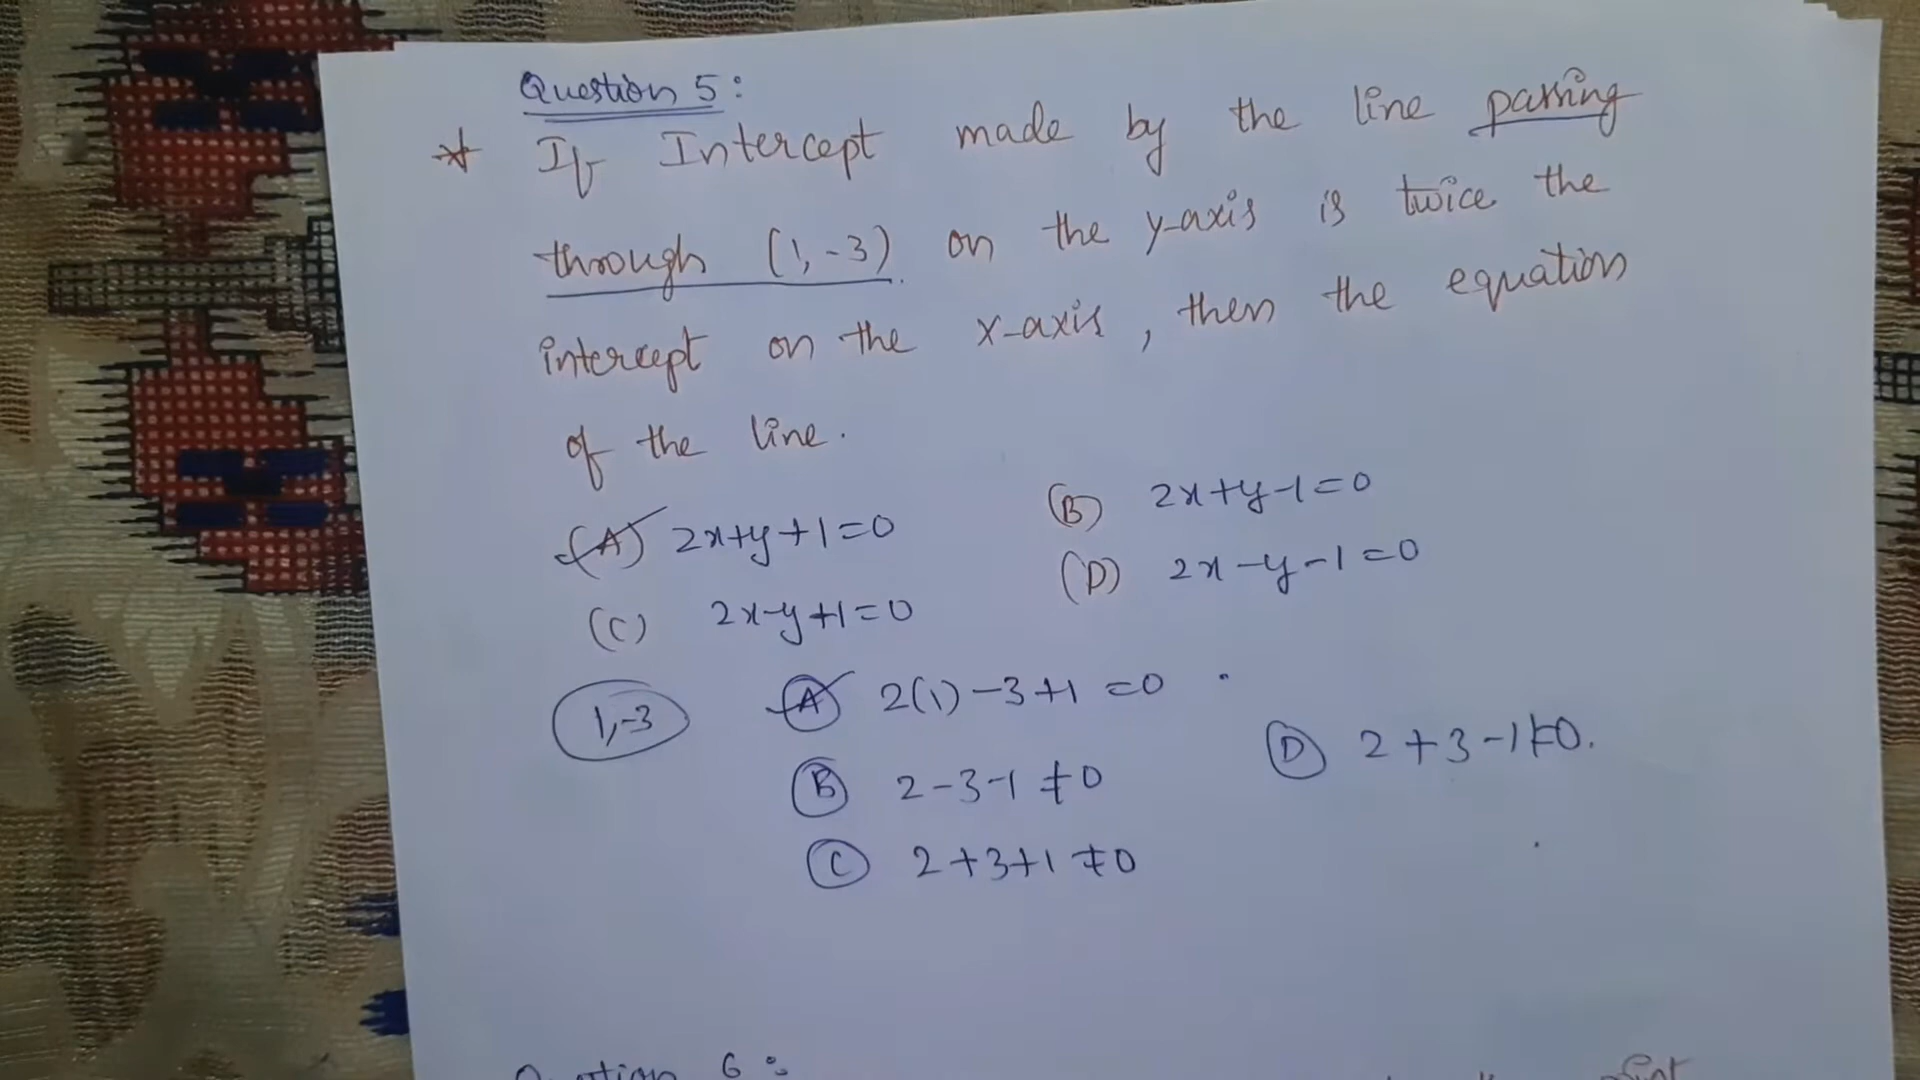 Question 5:
* If Intercept made by the line passing
through (1,-3). on the y-axis is twice the
intercept on the x-axis, then the equation
of the line.
(A) 2x+y+1=0 (B) 2x+y-1=0
(C) 2x-y+1=0 (D) 2x-y-1=0
1,-3 (A) 2(1)-3+1=0 .
(B) 2-3-1≠0 (D) 2+3-1≠0.
(C) 2+3+1≠0
Question 6: